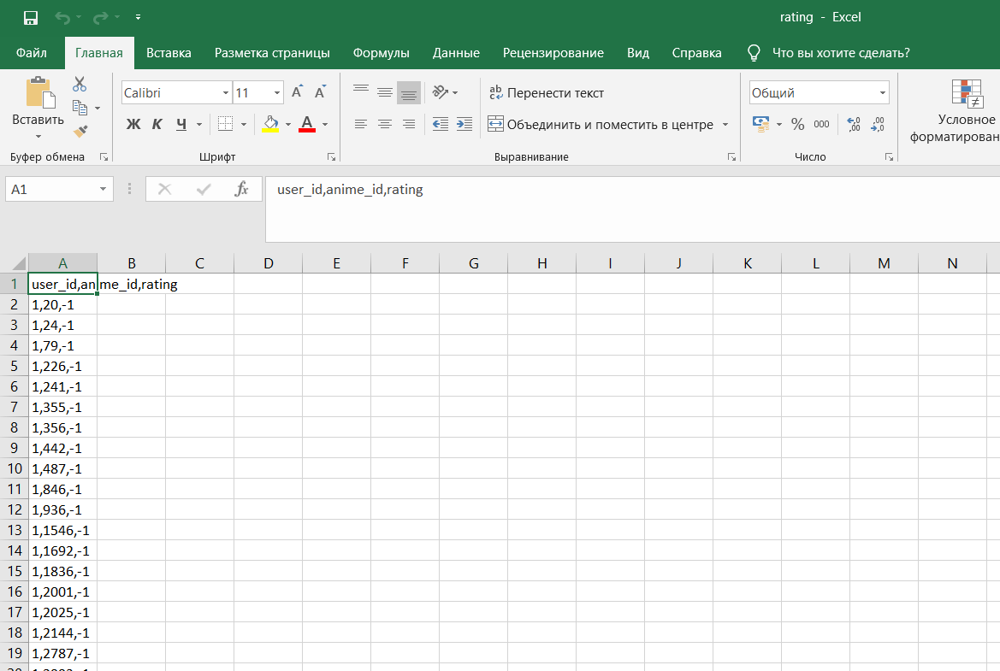 rating - Excel
Файл Главная Вставка Разметка страницы Формулы Данные Рецензирование Вид Справка Что вы хотите сделать?
Вставить
Буфер обмена
Calibri 11
Ж К Ч
Шрифт
Перенести текст
Объединить и поместить в центре
Выравнивание
Общий
% 000
Число
Условное
форматирован
A1 fx user_id,anime_id,rating
A B C D E F G H I J K L M N
1 user_id,anime_id,rating
2 1,20,-1
3 1,24,-1
4 1,79,-1
5 1,226,-1
6 1,241,-1
7 1,355,-1
8 1,356,-1
9 1,442,-1
10 1,487,-1
11 1,846,-1
12 1,936,-1
13 1,1546,-1
14 1,1692,-1
15 1,1836,-1
16 1,2001,-1
17 1,2025,-1
18 1,2144,-1
19 1,2787,-1